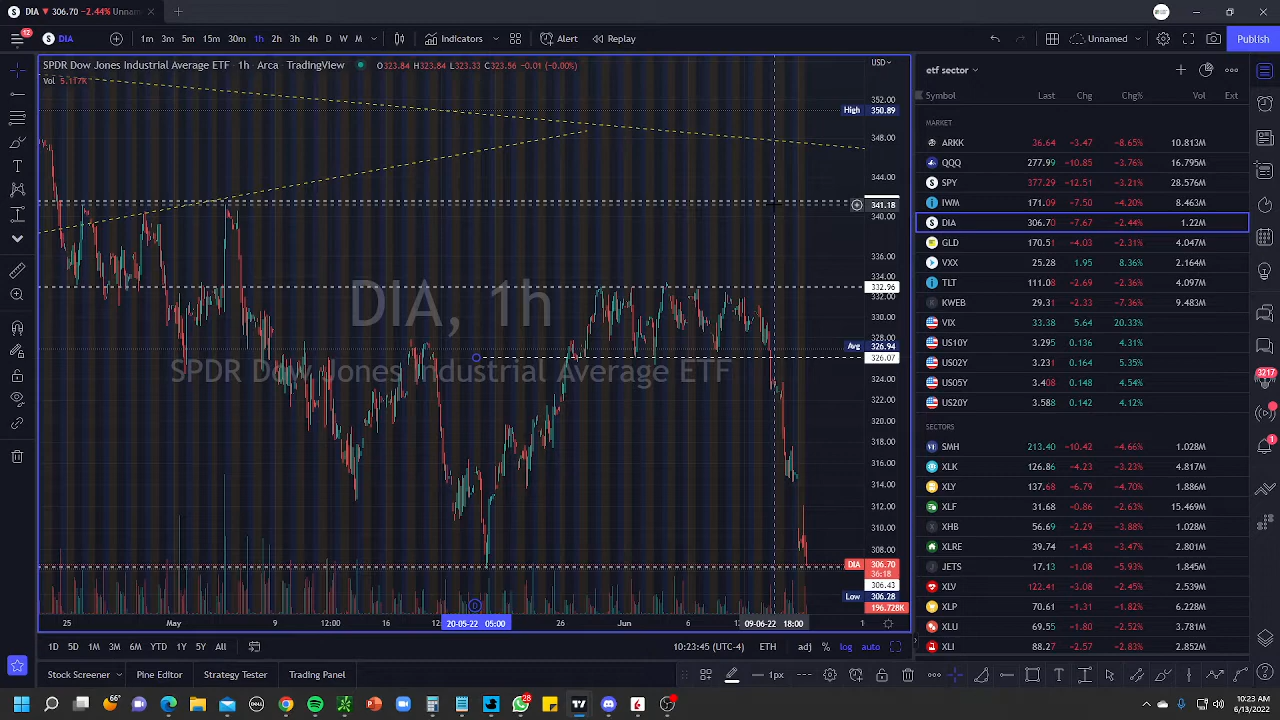 DIA 306.70 −2.44% Unnam
12
DIA
1m 3m 5m 15m 30m 1h 2h 3h 4h D W M
Indicators
Alert
Replay
Unnamed
Publish
SPDR Dow Jones Industrial Average ETF · 1h · Arca · TradingView
O323.84 H323.84 L323.33 C323.56 −0.01 (−0.00%)
USD
Vol 5.117K
352.00
High 350.89
348.00
344.00
341.18
340.00
336.00
334.00
332.96
332.00
330.00
328.00
Avg 326.94
326.07
324.00
322.00
320.00
318.00
316.00
314.00
312.00
310.00
308.00
DIA 306.70
36:18
306.43
Low 306.28
196.728K
DIA, 1h
SPDR Dow Jones Industrial Average ETF
25 May 9 12:00 16 20-05-22 05:00 26 Jun 6 09-06-22 18:00
1D 5D 1M 3M 6M YTD 1Y 5Y All
10:23:45 (UTC-4) ETH adj % log auto
Stock Screener Pine Editor Strategy Tester Trading Panel
1px
etf sector
Symbol Last Chg Chg% Vol Ext
MARKET
ARKK 36.64 −3.47 −8.65% 10.813M
QQQ 277.99 −10.85 −3.76% 16.795M
SPY 377.29 −12.51 −3.21% 28.576M
IWM 171.09 −7.50 −4.20% 8.463M
DIA 306.70 −7.67 −2.44% 1.22M
GLD 170.51 −4.03 −2.31% 4.047M
VXX 25.28 1.95 8.36% 2.164M
TLT 111.08 −2.69 −2.36% 10.232M
KWEB 29.31 −2.33 −7.36% 9.483M
VIX 33.38 5.64 20.33%
US10Y 3.295 0.136 4.31%
US02Y 3.231 0.164 5.35%
US05Y 3.408 0.148 4.54%
US20Y 3.588 0.142 4.12%
SECTORS
SMH 213.40 −10.42 −4.66% 1.028M
XLK 126.86 −4.23 −3.23% 4.817M
XLY 137.68 −6.79 −4.70% 1.886M
XLF 31.68 −0.86 −2.63% 15.469M
XHB 56.69 −2.29 −3.88% 1.028M
XLRE 39.74 −1.43 −3.47% 2.801M
JETS 17.13 −1.08 −5.93% 1.845M
XLV 122.41 −3.08 −2.45% 2.539M
XLP 70.61 −1.31 −1.82% 6.228M
XLU 69.55 −1.80 −2.52% 3.781M
XLI 88.27 −2.57 −2.83% 2.852M
3217
1
66°
28
10:23 AM
6/13/2022